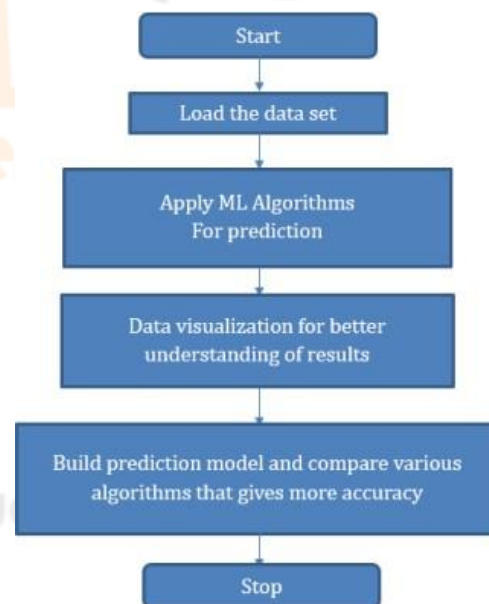 Start
Load the data set
Apply ML Algorithms
For prediction
Data visualization for better
understanding of results
Build prediction model and compare various
algorithms that gives more accuracy
Stop